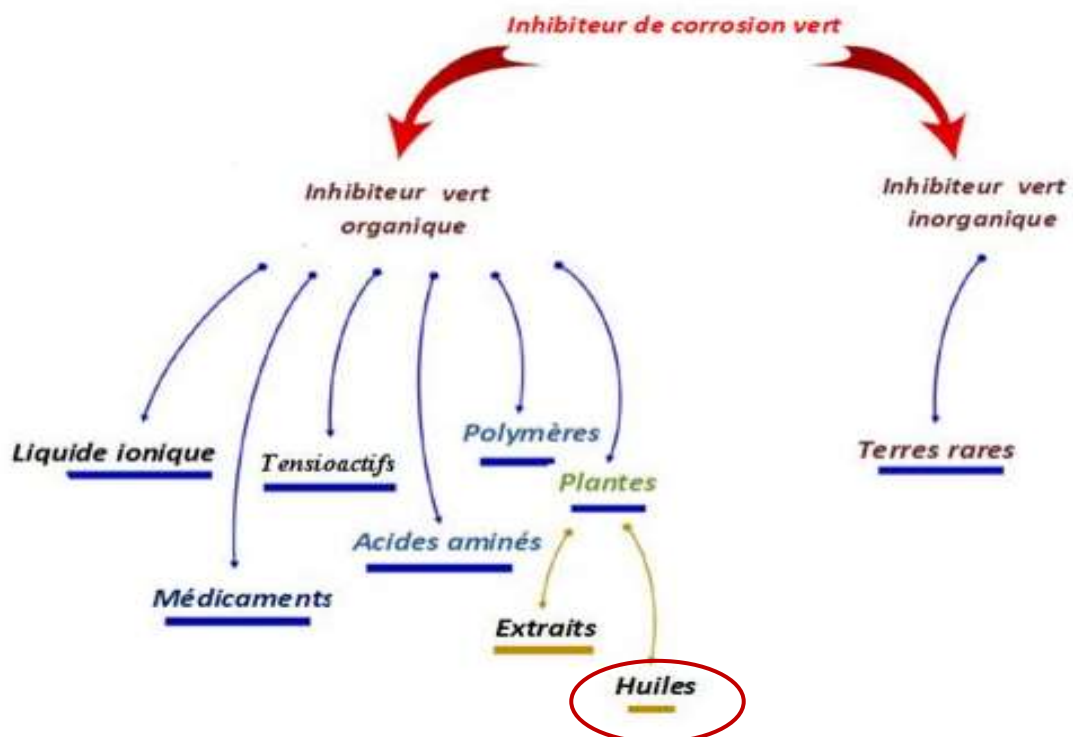 Inhibiteur de corrosion vert
Inhibiteur vert
organique
Inhibiteur vert
inorganique
Liquide ionique
Tensioactifs
Polymères
Terres rares
Plantes
Acides aminés
Médicaments
Extraits
Huiles